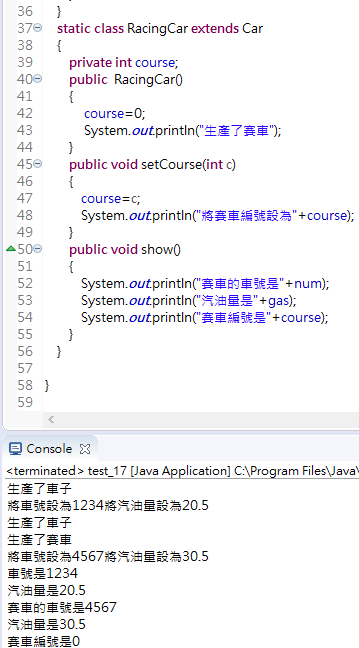 36 }
37 static class RacingCar extends Car
38 {
39 private int course;
40 public RacingCar()
41 {
42 course=0;
43 System.out.println("生產了賽車");
44 }
45 public void setCourse(int c)
46 {
47 course=c;
48 System.out.println("將賽車編號設為"+course);
49 }
50 public void show()
51 {
52 System.out.println("賽車的車號是"+num);
53 System.out.println("汽油量是"+gas);
54 System.out.println("賽車編號是"+course);
55 }
56 }
57
58 }
59
Console
<terminated> test_17 [Java Application] C:\Program Files\Java\
生產了車子
將車號設為1234將汽油量設為20.5
生產了車子
生產了賽車
將車號設為4567將汽油量設為30.5
車號是1234
汽油量是20.5
賽車的車號是4567
汽油量是30.5
賽車編號是0